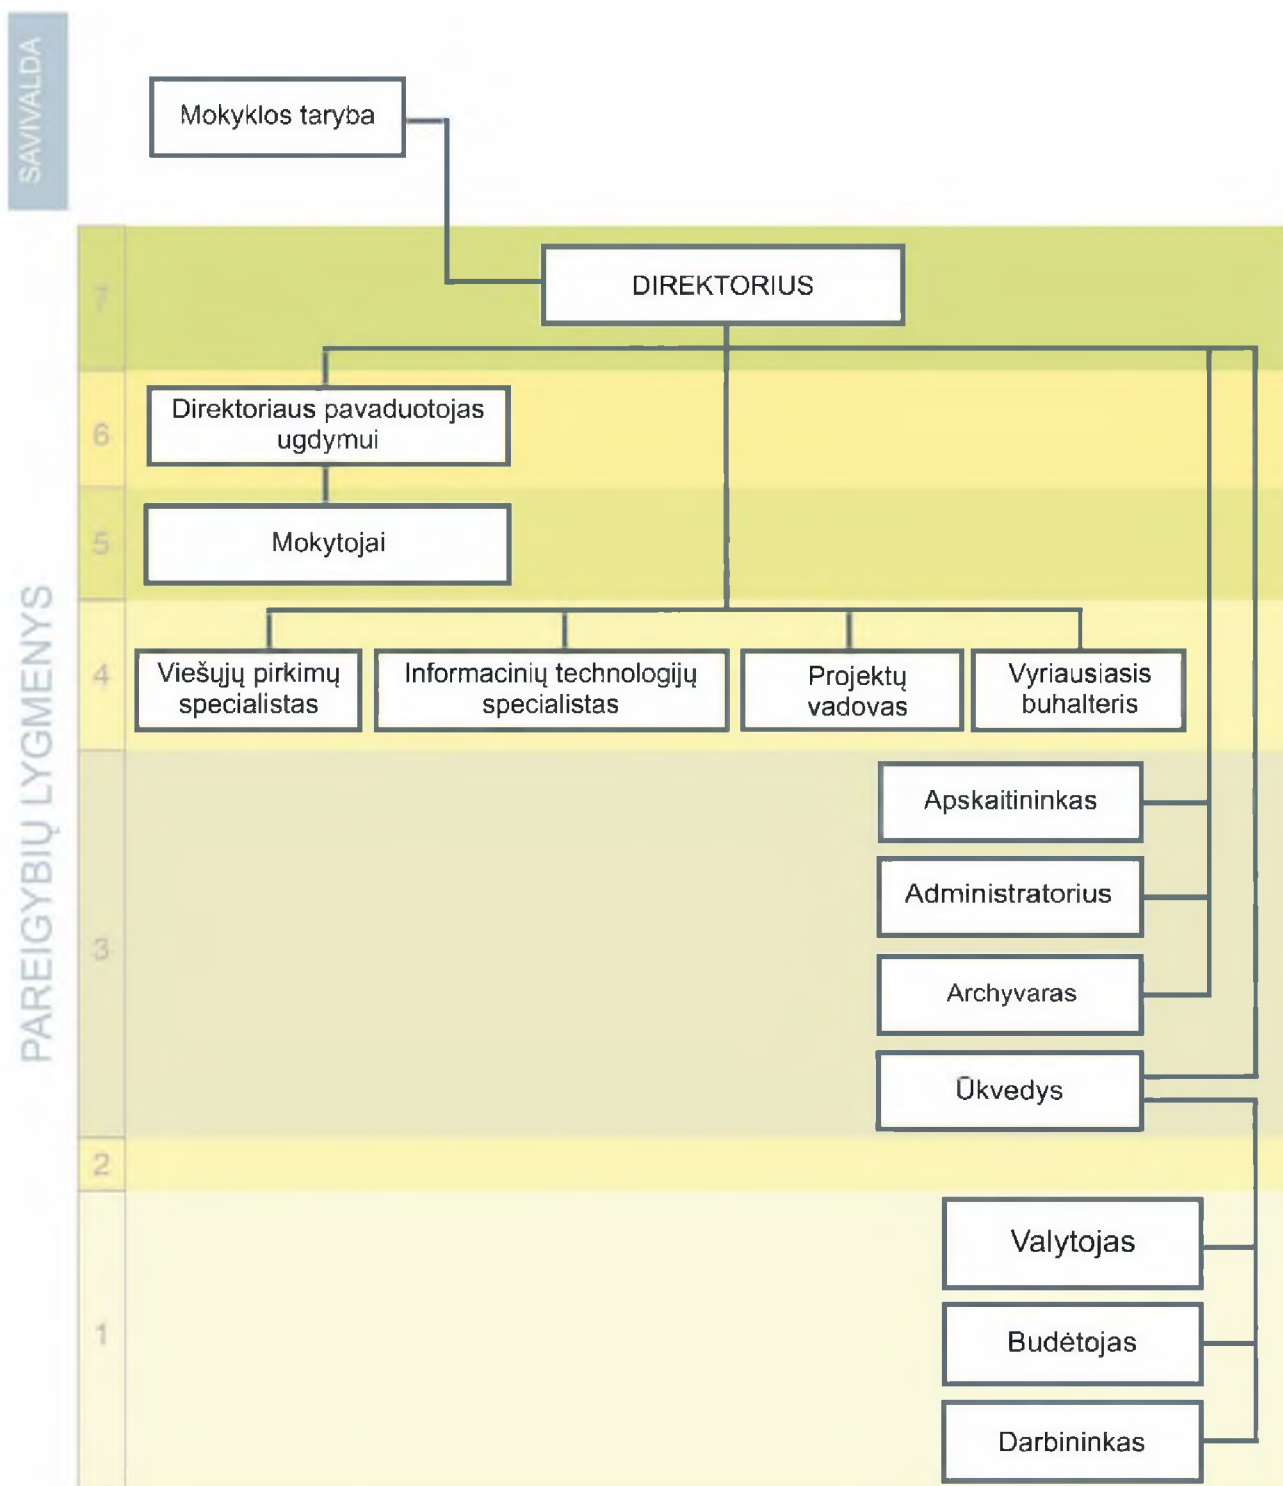 SAVIVALDA
Mokyklos taryba
PAREIGYBIŲ LYGMENYS
7
DIREKTORIUS
6
Direktoriaus pavaduotojas
ugdymui
5
Mokytojai
4
Viešųjų pirkimų
specialistas
Informacinių technologijų
specialistas
Projektų
vadovas
Vyriausiasis
buhalteris
3
Apskaitininkas
Administratorius
Archyvaras
Ūkvedys
2
1
Valytojas
Budėtojas
Darbininkas